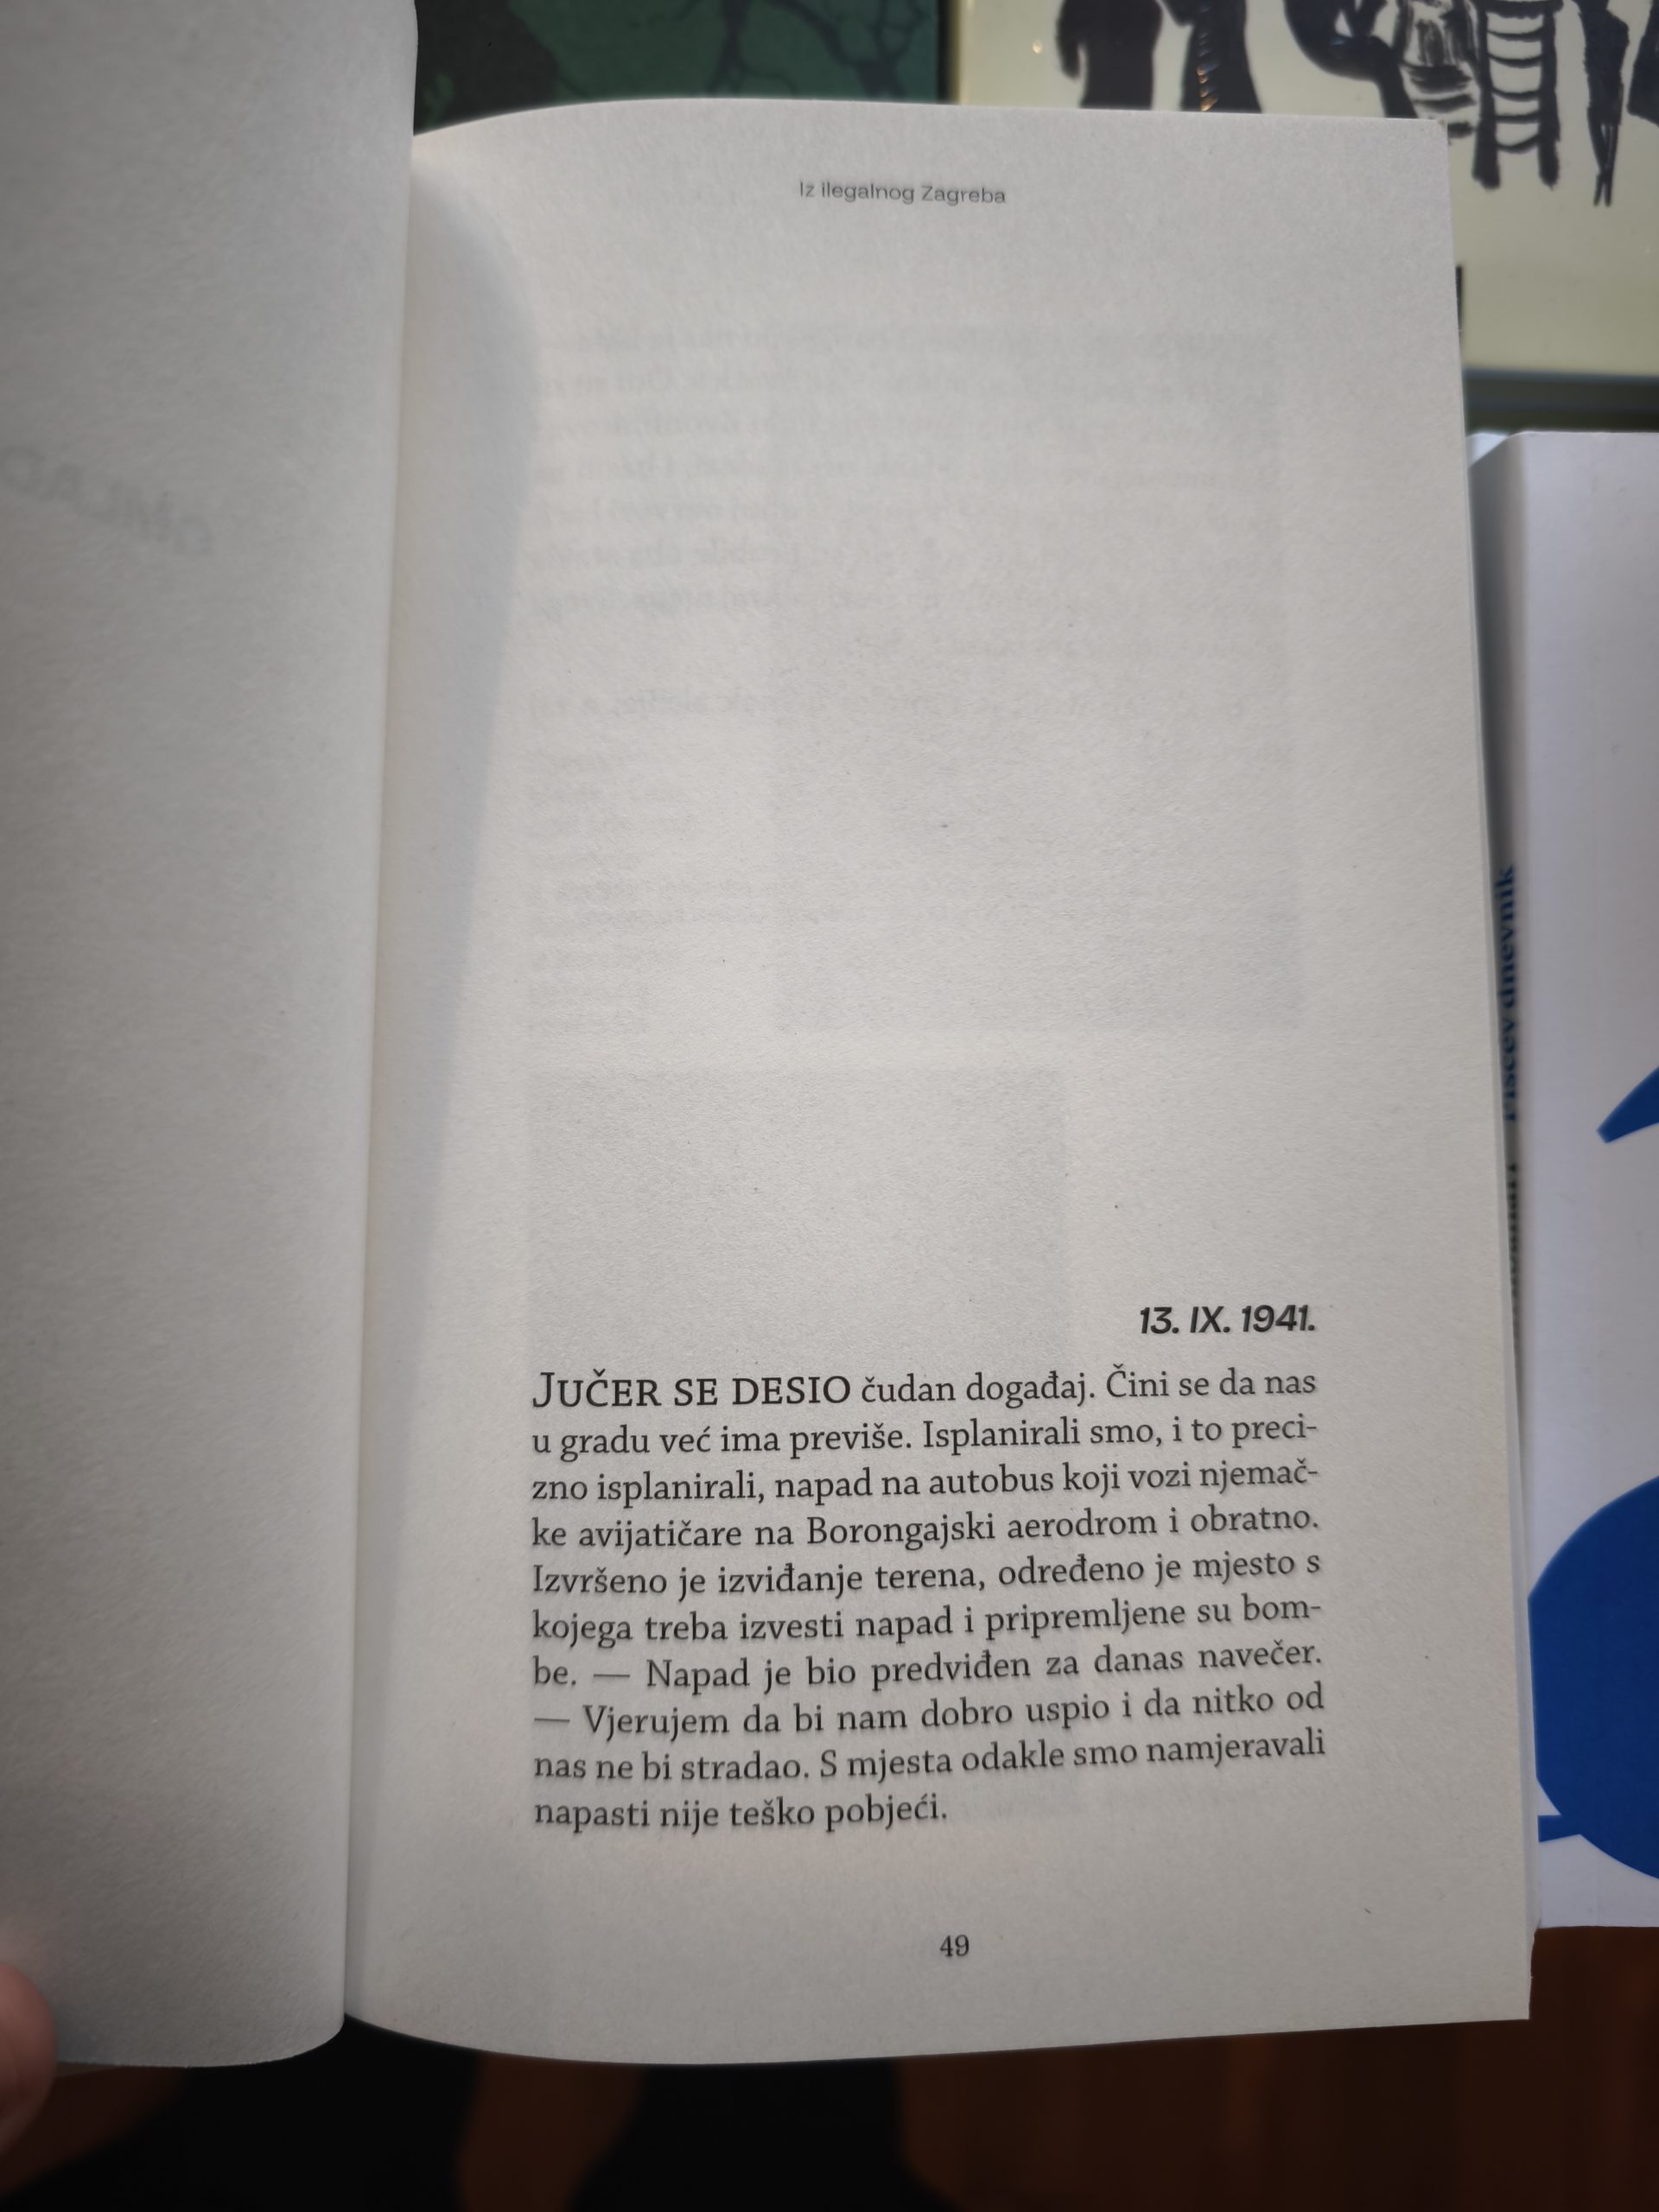 Iz ilegalnog Zagreba
13. IX. 1941.
JUČER SE DESIO čudan događaj. Čini se da nas
u gradu već ima previše. Isplanirali smo, i to preci-
zno isplanirali, napad na autobus koji vozi njemač-
ke avijatičare na Borongajski aerodrom i obratno.
Izvršeno je izviđanje terena, određeno je mjesto s
kojega treba izvesti napad i pripremljene su bom-
be. — Napad je bio predviđen za danas navečer.
— Vjerujem da bi nam dobro uspio i da nitko od
nas ne bi stradao. S mjesta odakle smo namjeravali
napasti nije teško pobjeći.
49
dnevnik